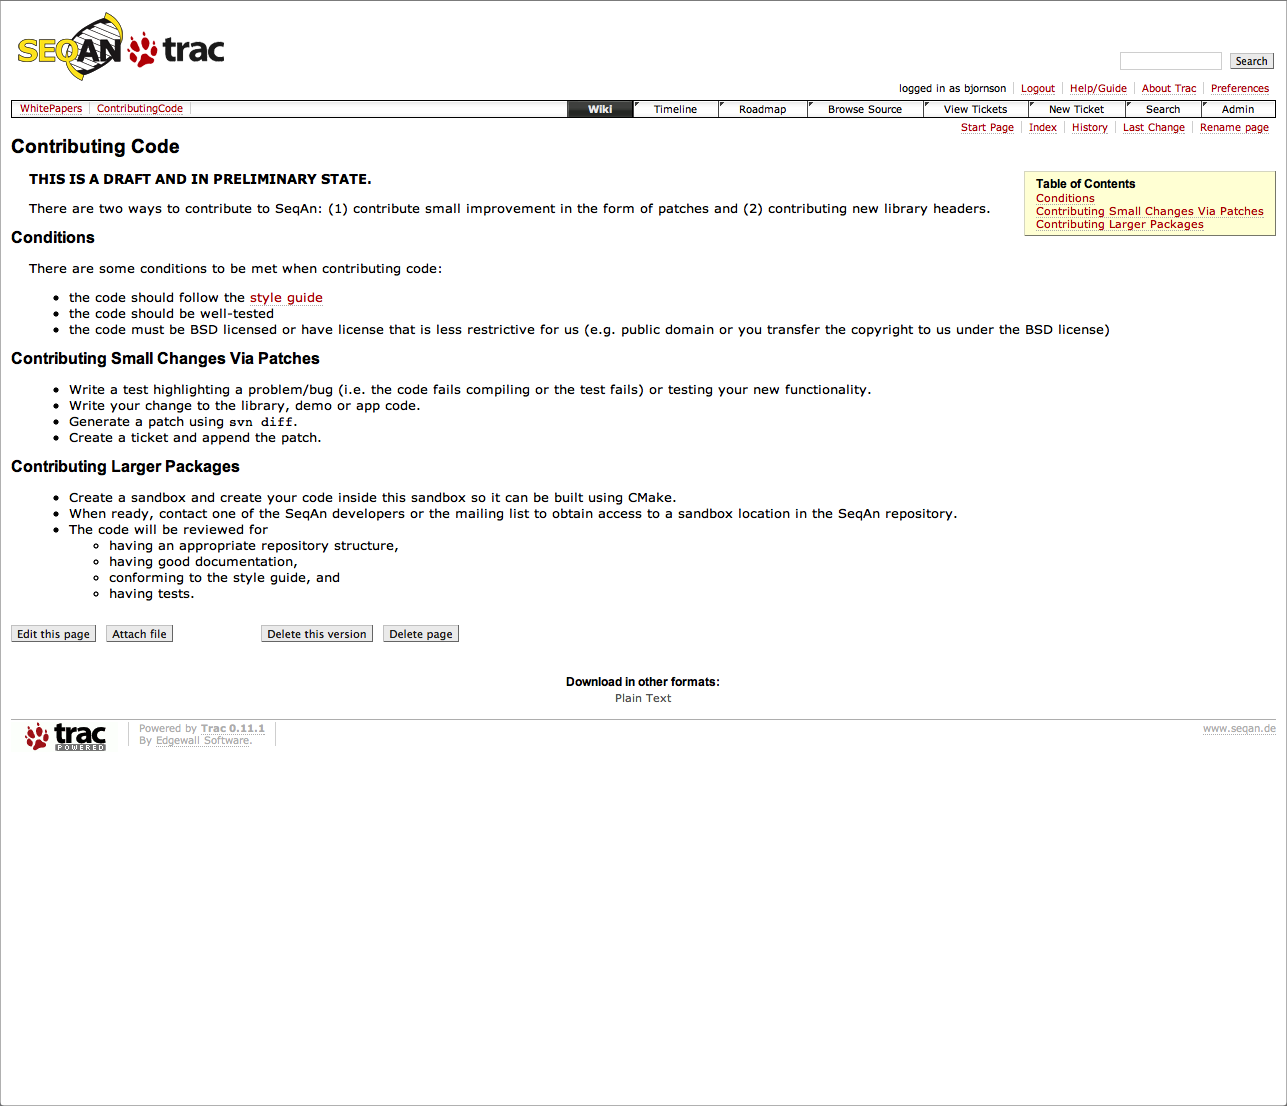 SEQAN trac
Search
logged in as bjornson Logout Help/Guide About Trac Preferences
WhitePapers ContributingCode Wiki Timeline Roadmap Browse Source View Tickets New Ticket Search Admin
Start Page Index History Last Change Rename page
Contributing Code
THIS IS A DRAFT AND IN PRELIMINARY STATE.
There are two ways to contribute to SeqAn: (1) contribute small improvement in the form of patches and (2) contributing new library headers.
Table of Contents
Conditions
Contributing Small Changes Via Patches
Contributing Larger Packages
Conditions
There are some conditions to be met when contributing code:
• the code should follow the style guide
• the code should be well-tested
• the code must be BSD licensed or have license that is less restrictive for us (e.g. public domain or you transfer the copyright to us under the BSD license)
Contributing Small Changes Via Patches
• Write a test highlighting a problem/bug (i.e. the code fails compiling or the test fails) or testing your new functionality.
• Write your change to the library, demo or app code.
• Generate a patch using svn diff.
• Create a ticket and append the patch.
Contributing Larger Packages
• Create a sandbox and create your code inside this sandbox so it can be built using CMake.
• When ready, contact one of the SeqAn developers or the mailing list to obtain access to a sandbox location in the SeqAn repository.
• The code will be reviewed for
◦ having an appropriate repository structure,
◦ having good documentation,
◦ conforming to the style guide, and
◦ having tests.
Edit this page Attach file Delete this version Delete page
Download in other formats:
Plain Text
trac POWERED
Powered by Trac 0.11.1
By Edgewall Software.
www.seqan.de